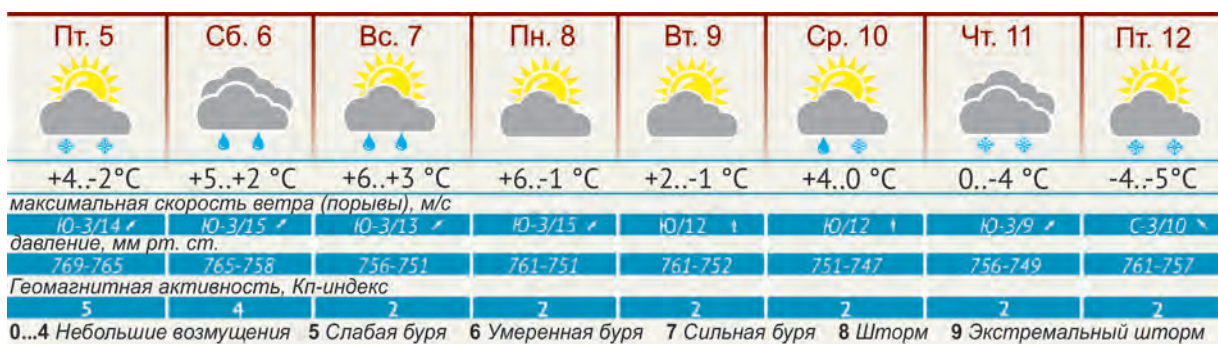 Пт. 5 Сб. 6 Вс. 7 Пн. 8 Вт. 9 Ср. 10 Чт. 11 Пт. 12
+4..-2°C +5..+2 °C +6..+3 °C +6..-1 °C +2..-1 °C +4..0 °C 0..-4 °C -4..-5°C
максимальная скорость ветра (порывы), м/с
Ю-З/14 Ю-З/15 Ю-З/13 Ю-З/15 Ю/12 Ю/12 Ю-З/9 С-З/10
давление, мм рт. ст.
769-765 765-758 756-751 761-751 761-752 751-747 756-749 761-757
Геомагнитная активность, Кп-индекс
5 4 2 2 2 2 2 2
0...4 Небольшие возмущения 5 Слабая буря 6 Умеренная буря 7 Сильная буря 8 Шторм 9 Экстремальный шторм